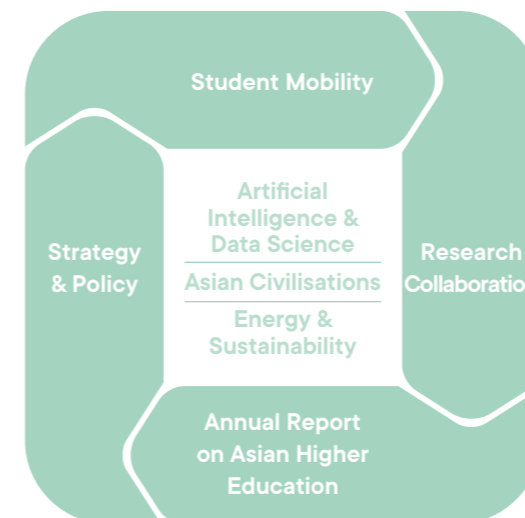 Student Mobility
Artificial
Intelligence &
Data Science
Asian Civilisations
Energy &
Sustainability
Strategy
& Policy
Research
Collaboratio
Annual Report
on Asian Higher
Education